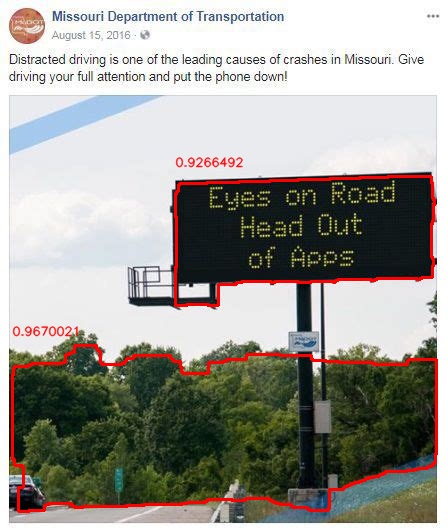 Missouri Department of Transportation
August 15, 2016
Distracted driving is one of the leading causes of crashes in Missouri. Give
driving your full attention and put the phone down!
0.9266492
Eyes on Road
Head Out
of Apps
0.9670021
MoDOT